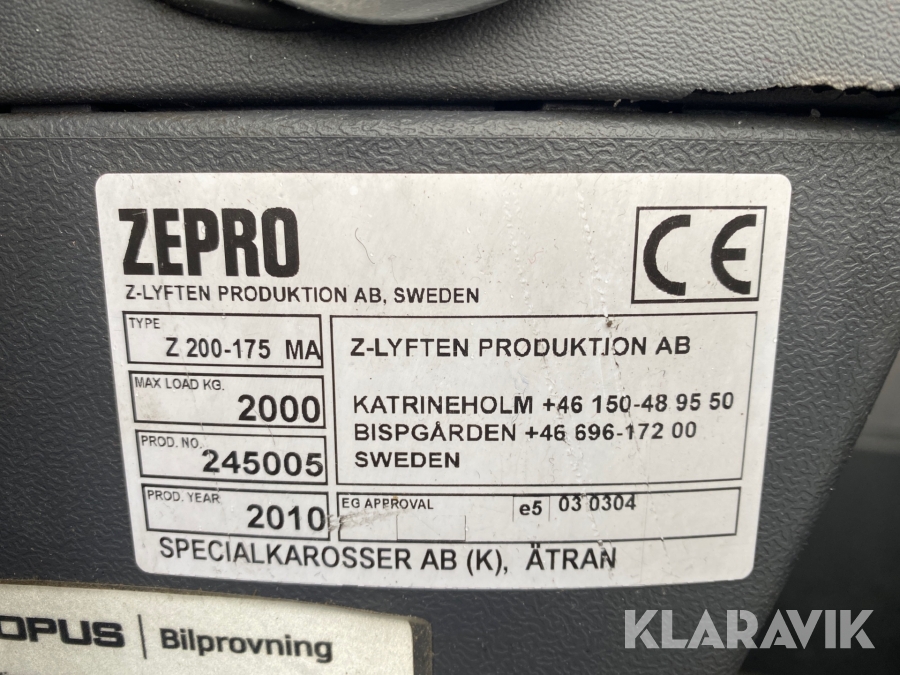 ZEPRO
CE
Z-LYFTEN PRODUKTION AB, SWEDEN
TYPE
Z 200-175 MA
MAX LOAD KG.
2000
PROD. NO.
245005
PROD. YEAR
2010
Z-LYFTEN PRODUKTION AB
KATRINEHOLM +46 150-48 95 50
BISPGÅRDEN +46 696-172 00
SWEDEN
EG APPROVAL
e5 03 0304
SPECIALKAROSSER AB (K), ÄTRAN
OPUS Bilprovning
KLARAVIK